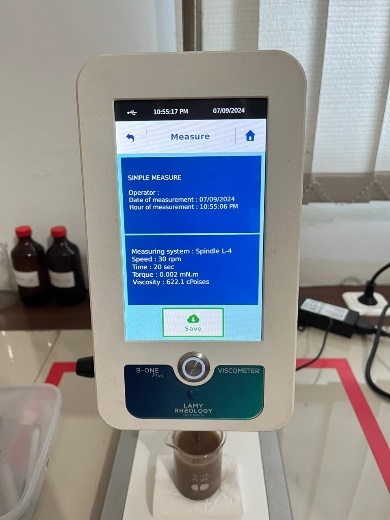 10:55:17 PM 07/09/2024
Measure
SIMPLE MEASURE
Operator :
Date of measurement : 07/09/2024
Hour of measurement : 10:55:06 PM
Measuring system : Spindle L-4
Speed : 30 rpm
Time : 20 sec
Torque : 0.002 mN.m
Viscosity : 622.1 cPoises
Save
B-ONE VISCOMETER
PLUS
LAMY
RHEOLOGY